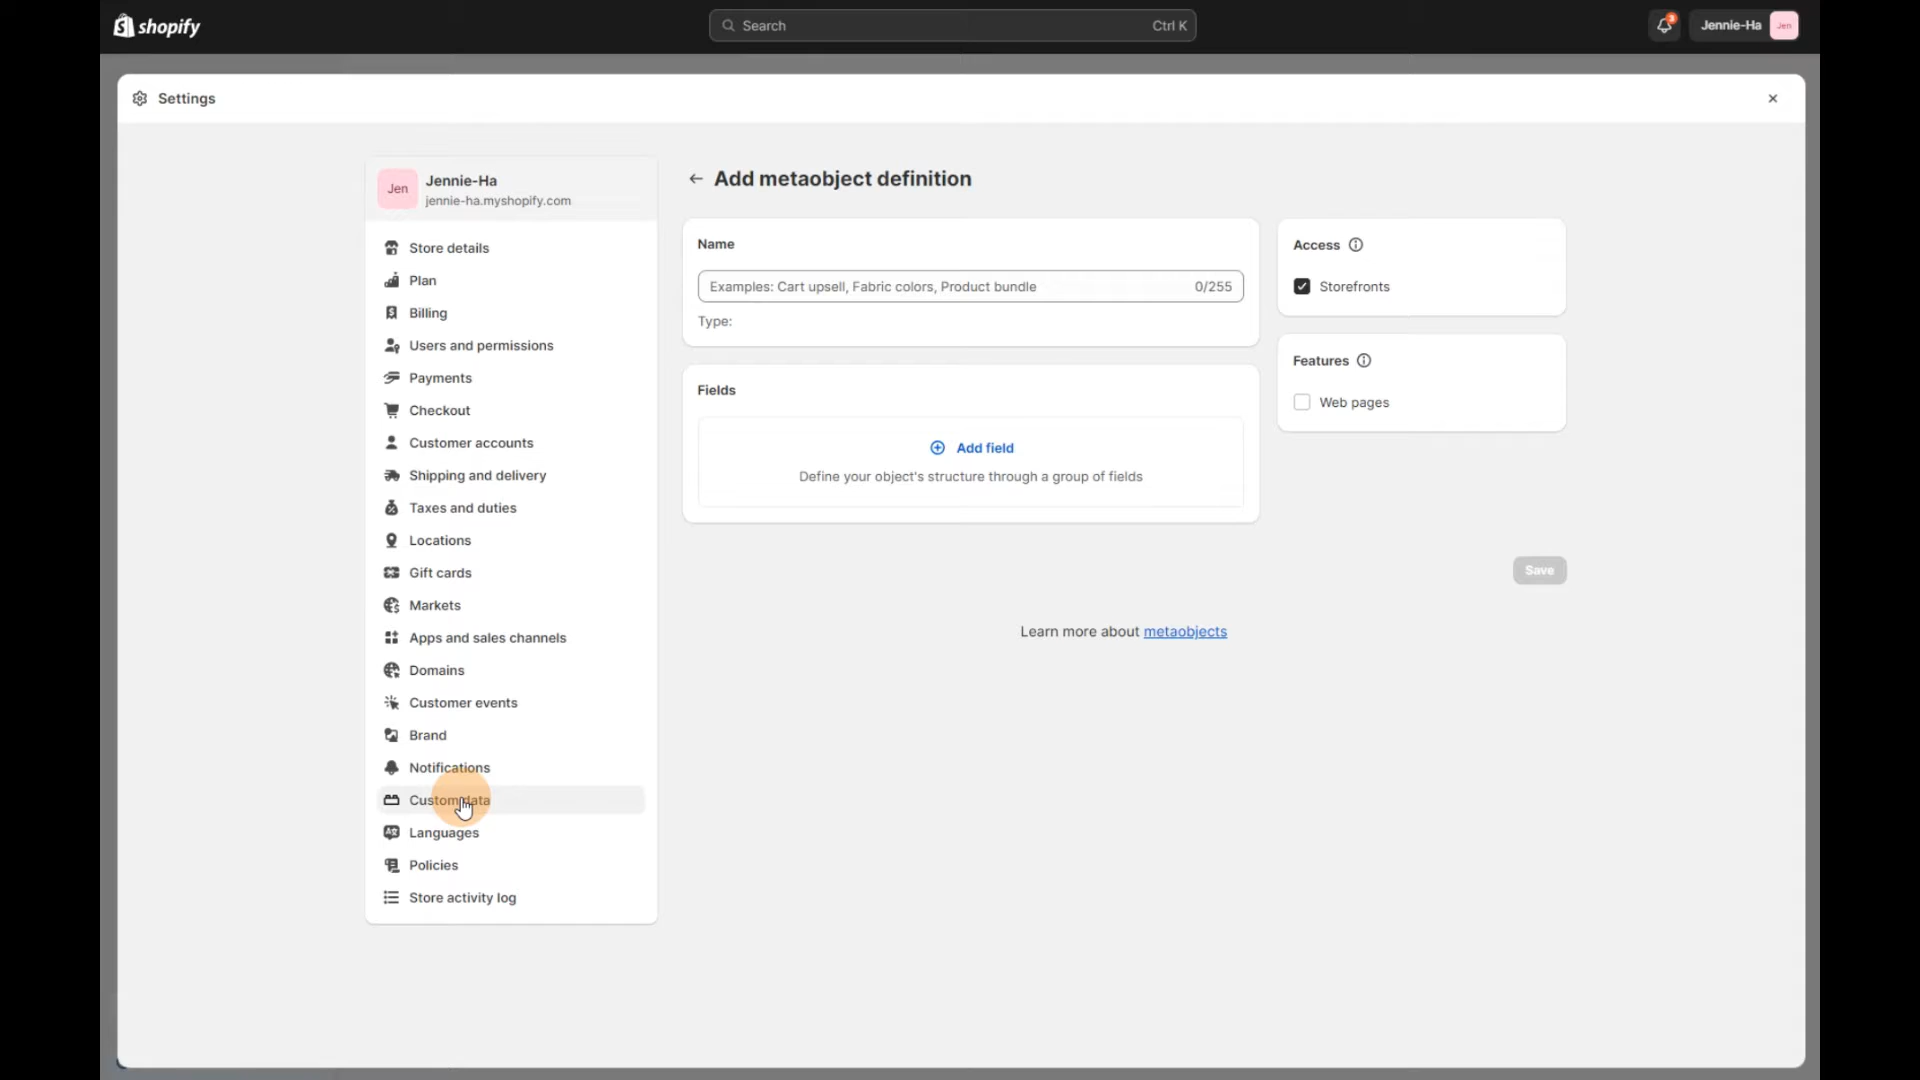 shopify
Search
Ctrl K
3
Jennie-Ha
Jen
Settings
Jen
Jennie-Ha
jennie-ha.myshopify.com
Store details
Plan
Billing
Users and permissions
Payments
Checkout
Customer accounts
Shipping and delivery
Taxes and duties
Locations
Gift cards
Markets
Apps and sales channels
Domains
Customer events
Brand
Notifications
Custom data
Languages
Policies
Store activity log
Add metaobject definition
Name
Examples: Cart upsell, Fabric colors, Product bundle 0/255
Type:
Fields
Add field
Define your object's structure through a group of fields
Access
Storefronts
Features
Web pages
Save
Learn more about metaobjects